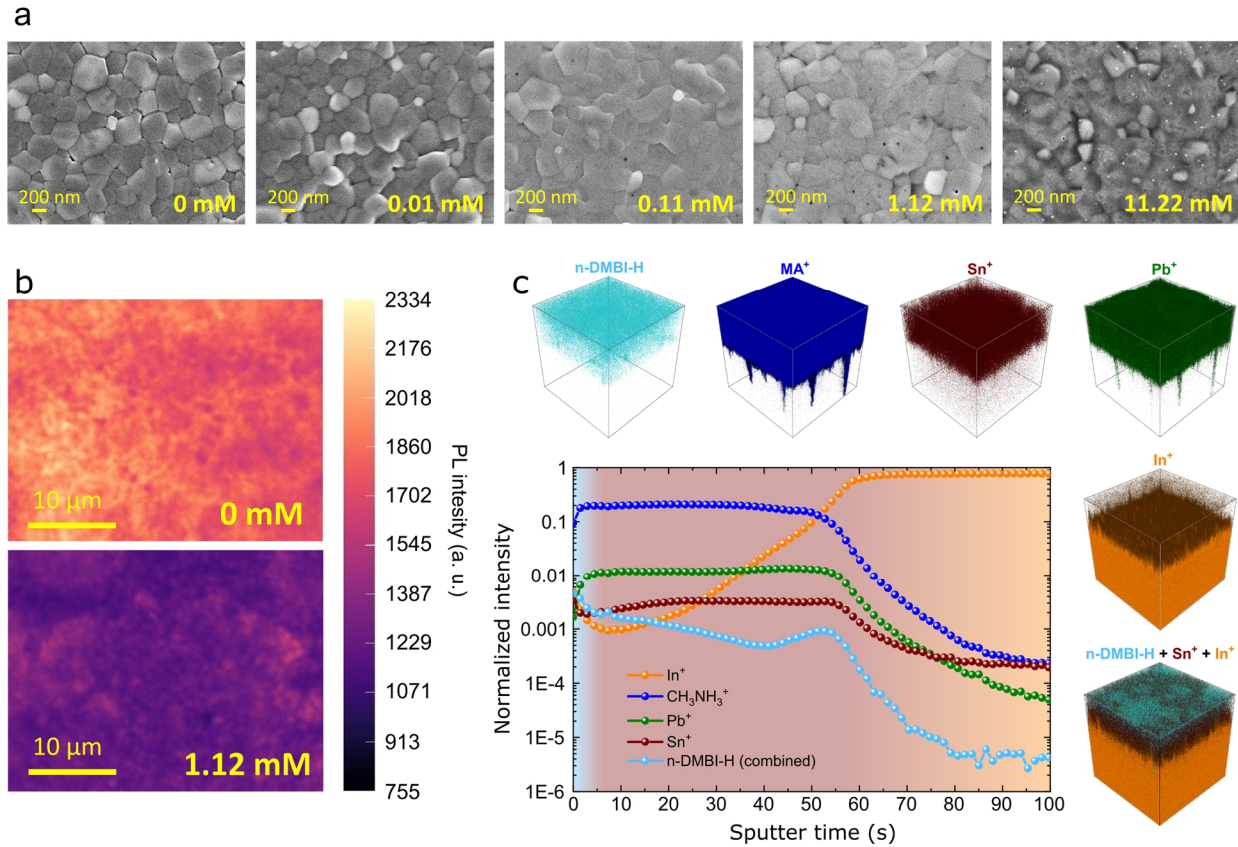 a
200 nm
0 mM
200 nm
0.01 mM
200 nm
0.11 mM
200 nm
1.12 mM
200 nm
11.22 mM
b
10 µm
0 mM
10 µm
1.12 mM
2334
2176
2018
1860
1702
1545
1387
1229
1071
913
755
PL intesity (a. u.)
c
n-DMBI-H
MA⁺
Sn⁺
Pb⁺
In⁺
n-DMBI-H + Sn⁺ + In⁺
Normalized intensity
1
0.1
0.01
0.001
1E-4
1E-5
1E-6
In⁺
CH₃NH₃⁺
Pb⁺
Sn⁺
n-DMBI-H (combined)
0 10 20 30 40 50 60 70 80 90 100
Sputter time (s)